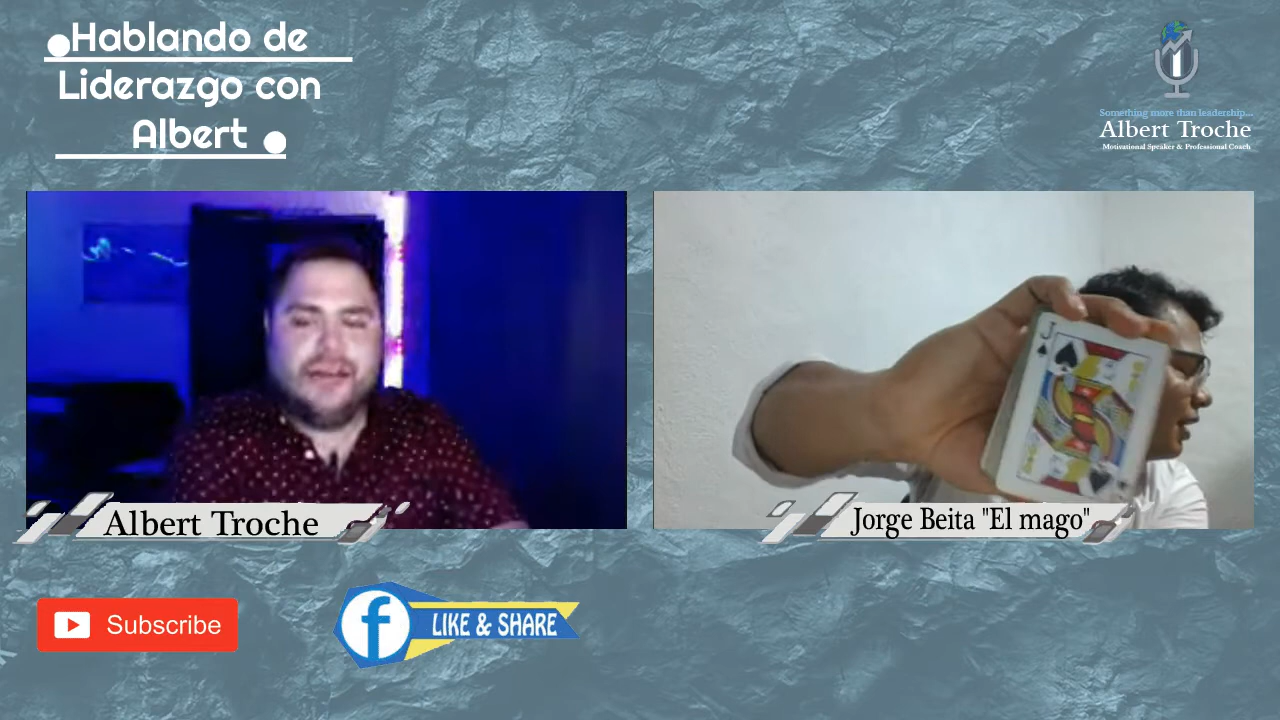 Hablando de
Liderazgo con
Albert
1
Something more than leadership...
Albert Troche
Motivational Speaker & Professional Coach
J
Albert Troche
Jorge Beita "El mago"
Subscribe
f
LIKE & SHARE